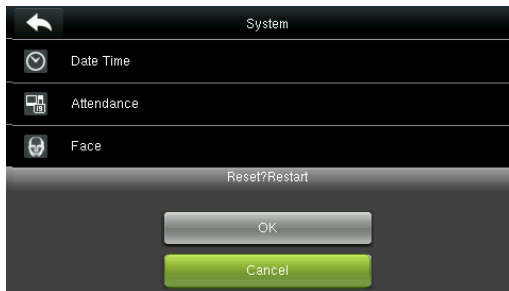 System
Date Time
Attendance
Face
Reset?Restart
OK
Cancel